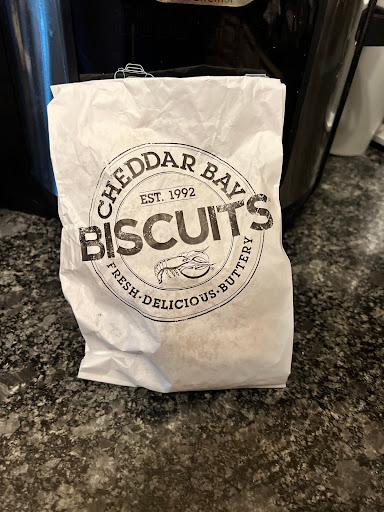 CHEDDAR BAY
EST. 1992
BISCUITS
FRESH•DELICIOUS•BUTTERY